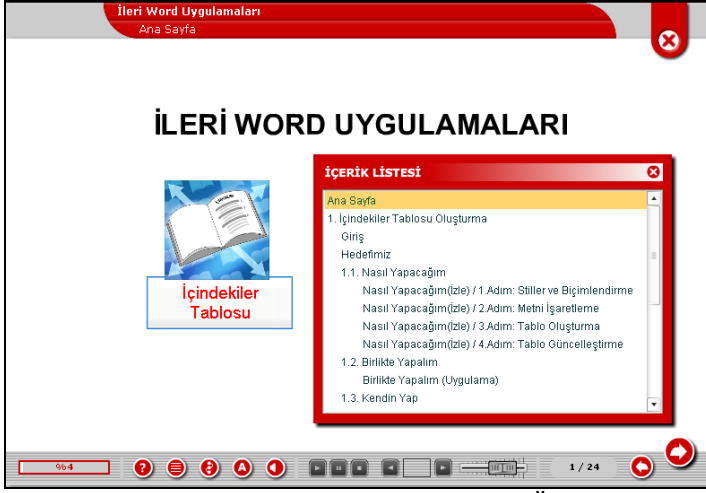 İleri Word Uygulamaları
Ana Sayfa
İLERİ WORD UYGULAMALARI
İçindekiler
Tablosu
İÇERİK LİSTESİ
Ana Sayfa
1. İçindekiler Tablosu Oluşturma
Giriş
Hedefimiz
1.1. Nasıl Yapacağım
Nasıl Yapacağım(İzle) / 1.Adım: Stiller ve Biçimlendirme
Nasıl Yapacağım(İzle) / 2.Adım: Metni İşaretleme
Nasıl Yapacağım(İzle) / 3.Adım: Tablo Oluşturma
Nasıl Yapacağım(İzle) / 4.Adım: Tablo Güncelleştirme
1.2. Birlikte Yapalım
Birlikte Yapalım (Uygulama)
1.3. Kendin Yap
%4
? A
1 / 24